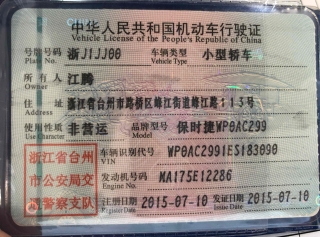 中华人民共和国机动车行驶证
Vehicle License of the People's Republic of China
号牌号码 浙J1JJ00 车辆类型 小型轿车
Plate No. Vehicle Type
所有人 江腾
Owner
住址 浙江省台州市路桥区峰江街道峰江路115号
Address
使用性质 非营运 品牌型号 保时捷WP0AC299
Use Character Model
车辆识别代号 WP0AC2991ES183090
VIN
发动机号码 MA175E12286
Engine No.
注册日期 2015-07-10 发证日期 2015-07-10
Register Date Issue Date
浙江省台州
市公安局交
通警察支队